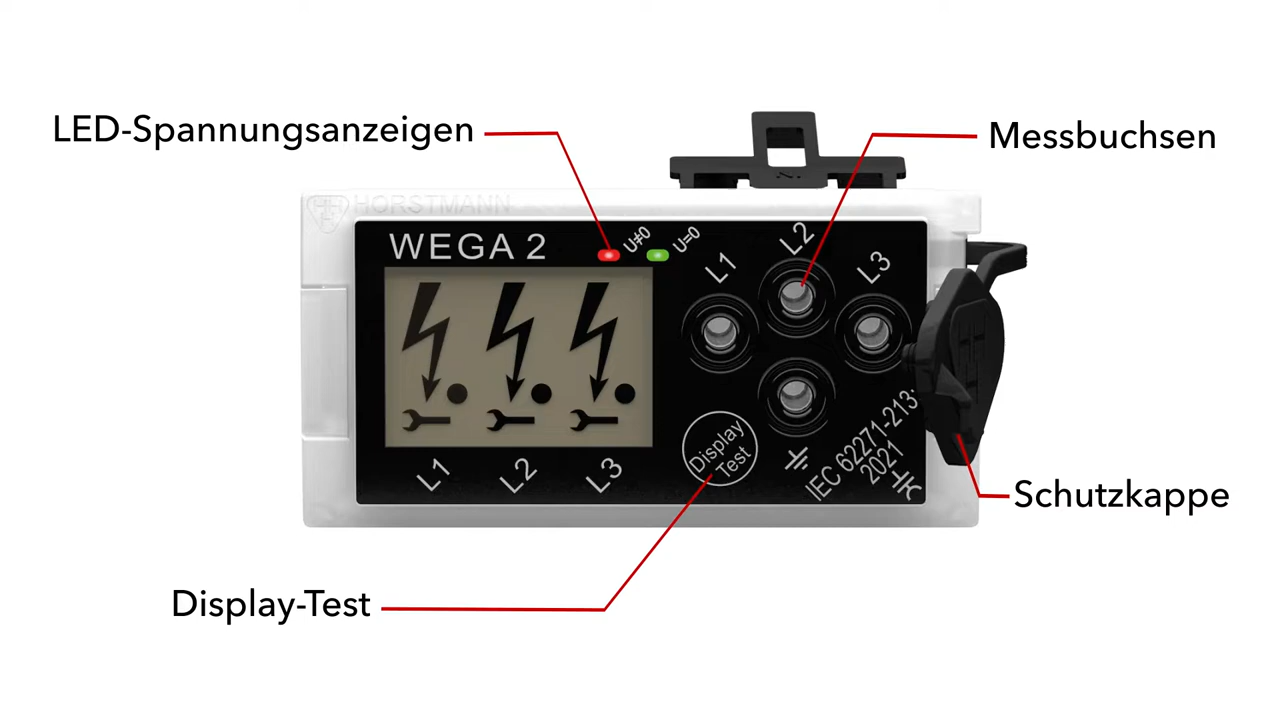 LED-Spannungsanzeigen
Messbuchsen
HORSTMANN
WEGA 2
U≠0
U=0
L1
L2
L3
L1
L2
L3
Display
Test
IEC 62271-213:
2021
Schutzkappe
Display-Test